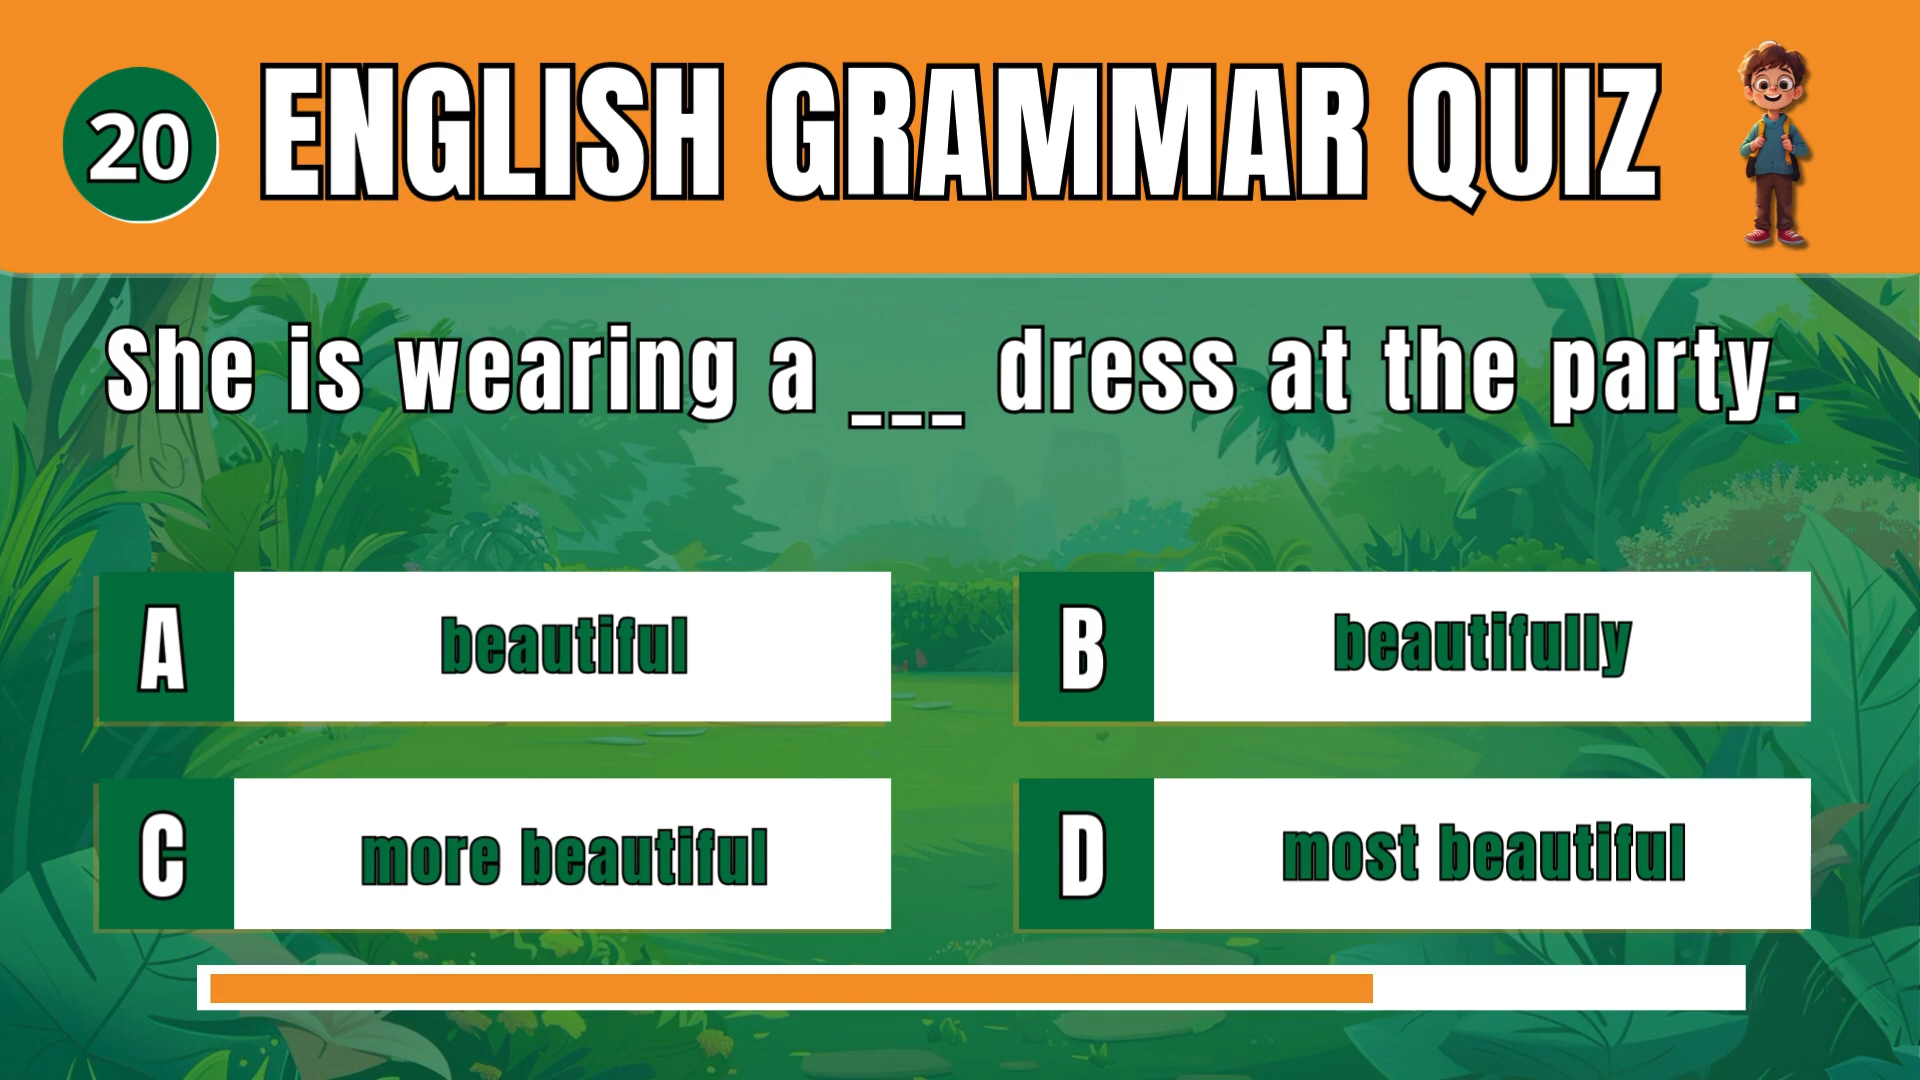 20
ENGLISH GRAMMAR QUIZ
She is wearing a ___ dress at the party.
A
beautiful
B
beautifully
C
more beautiful
D
most beautiful